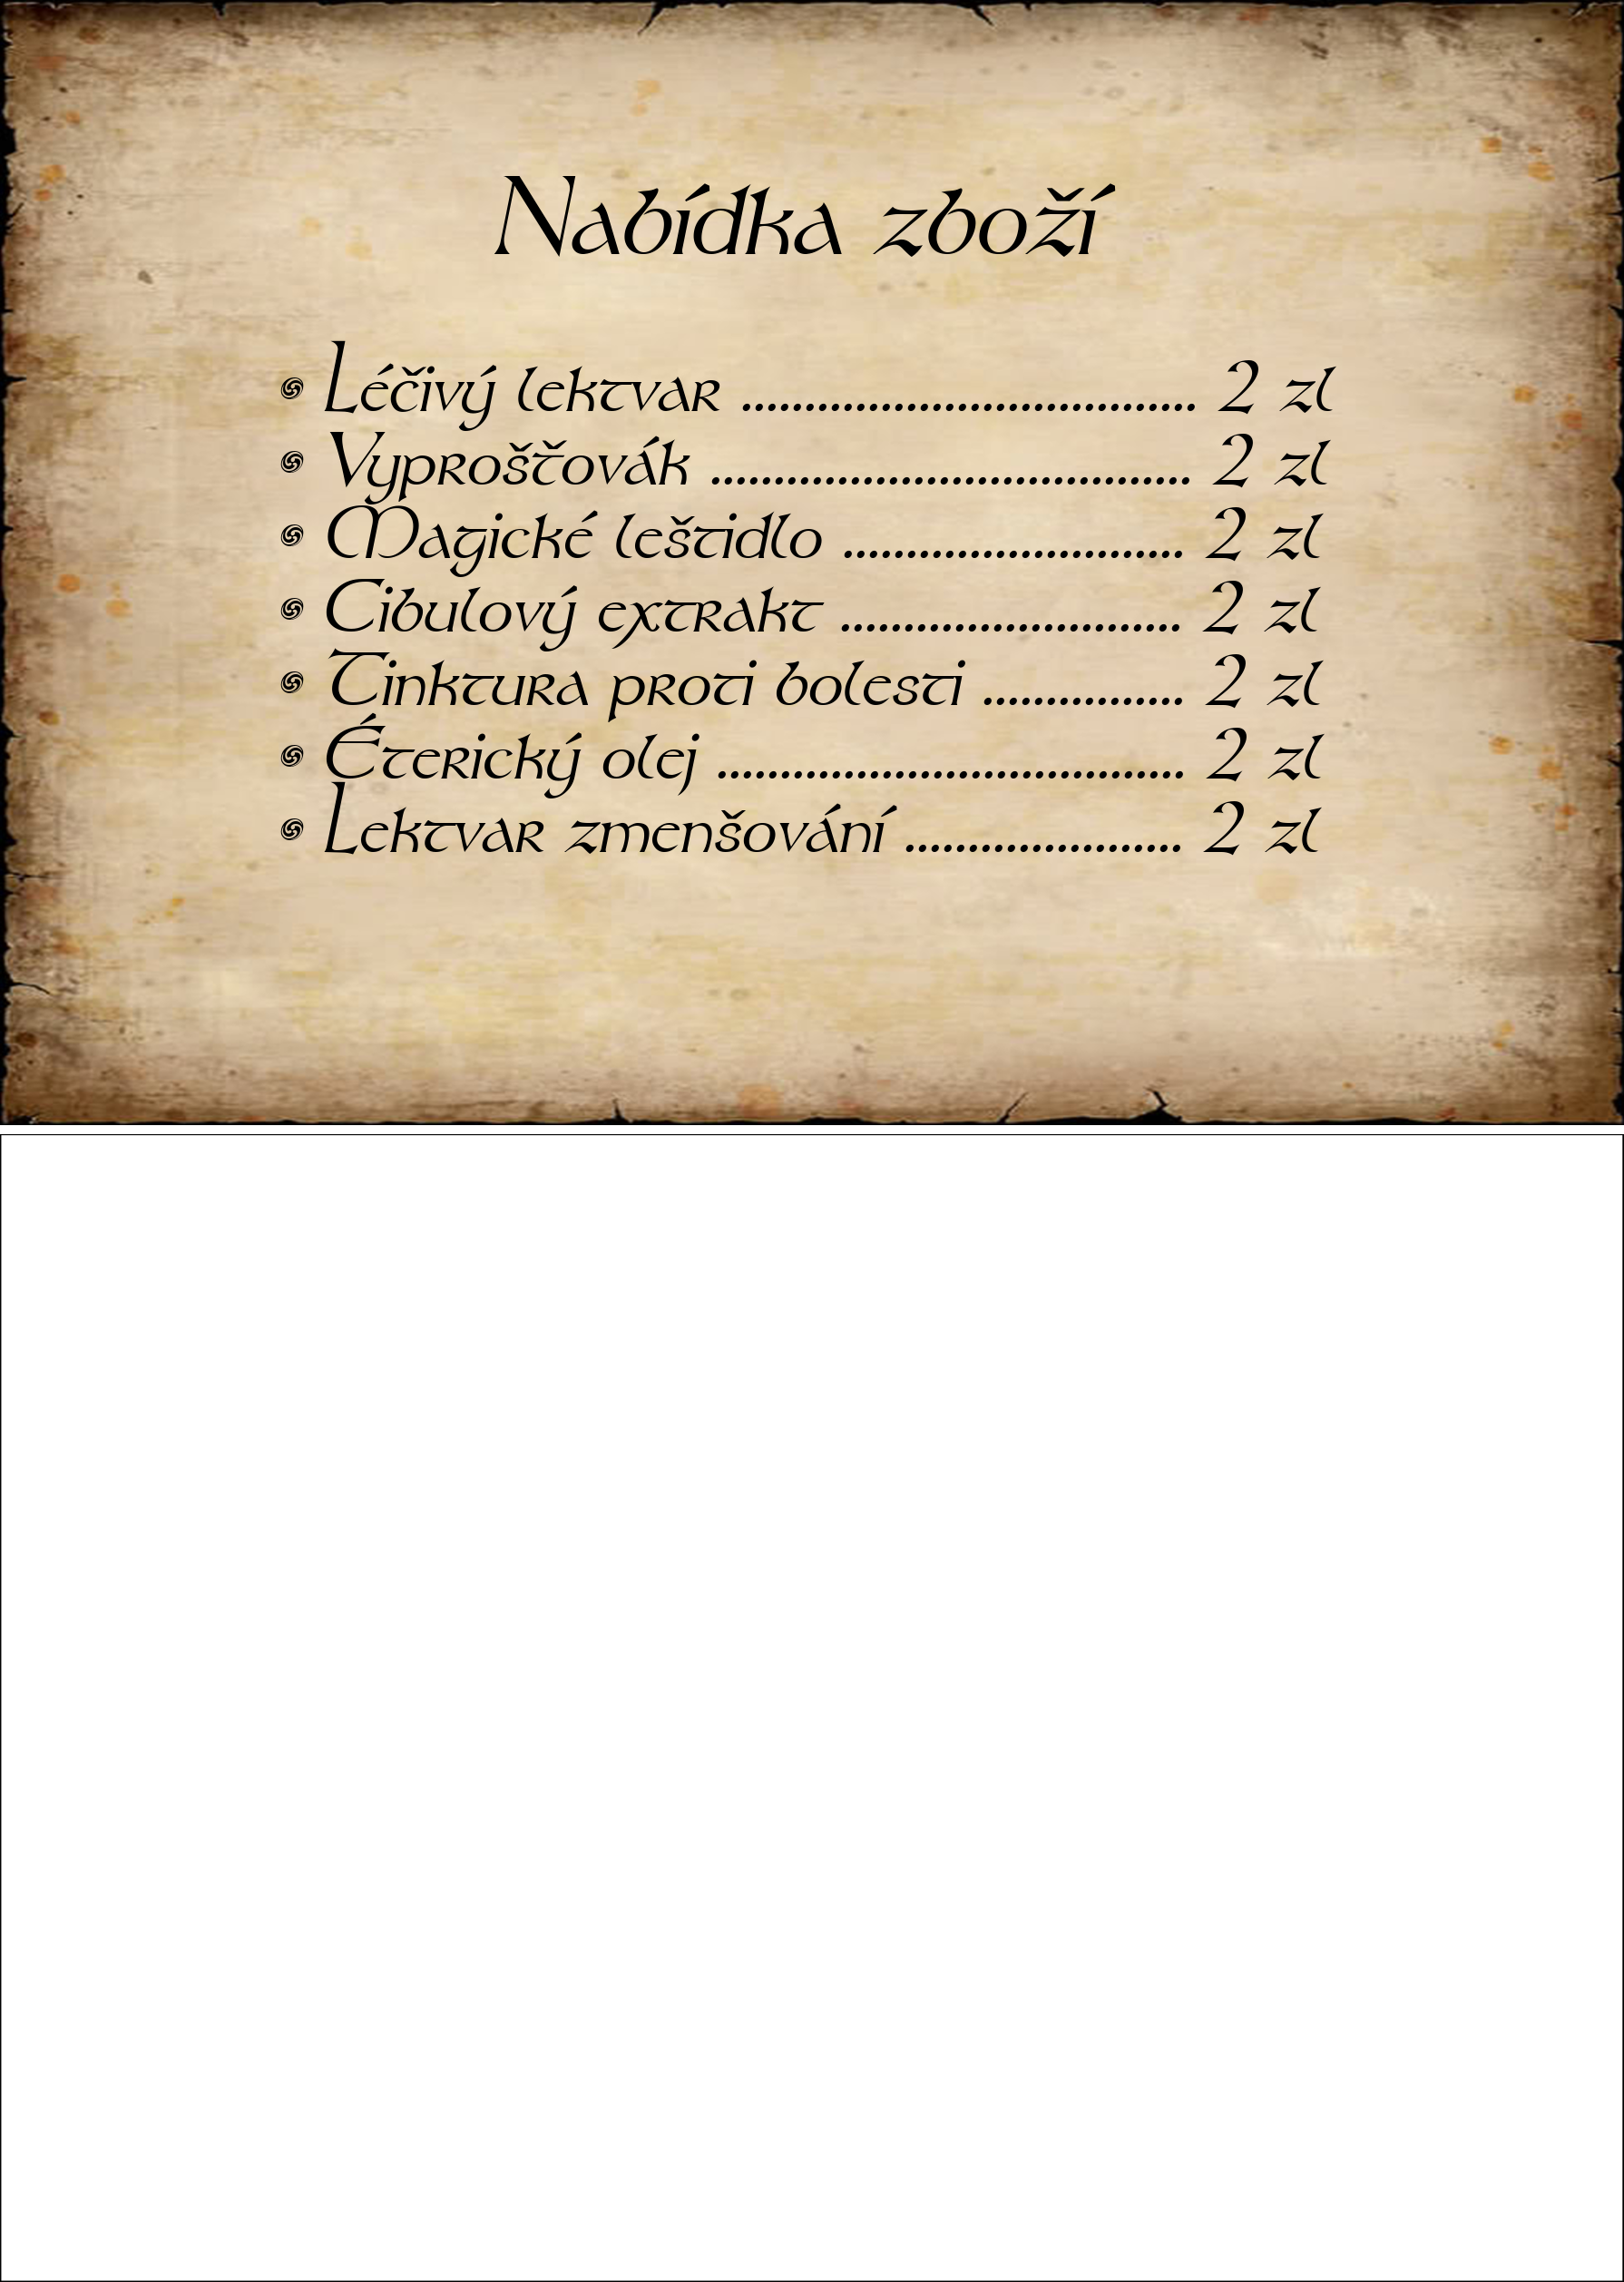 Nabídka zboží
Léčivý lektvar .................................... 2 zl
Vyprošťovák ...................................... 2 zl
Magické leštidlo ........................... 2 zl
Cibulový extrakt ........................... 2 zl
Tinktura proti bolesti ................ 2 zl
Éterický olej ..................................... 2 zl
Lektvar zmenšování ...................... 2 zl